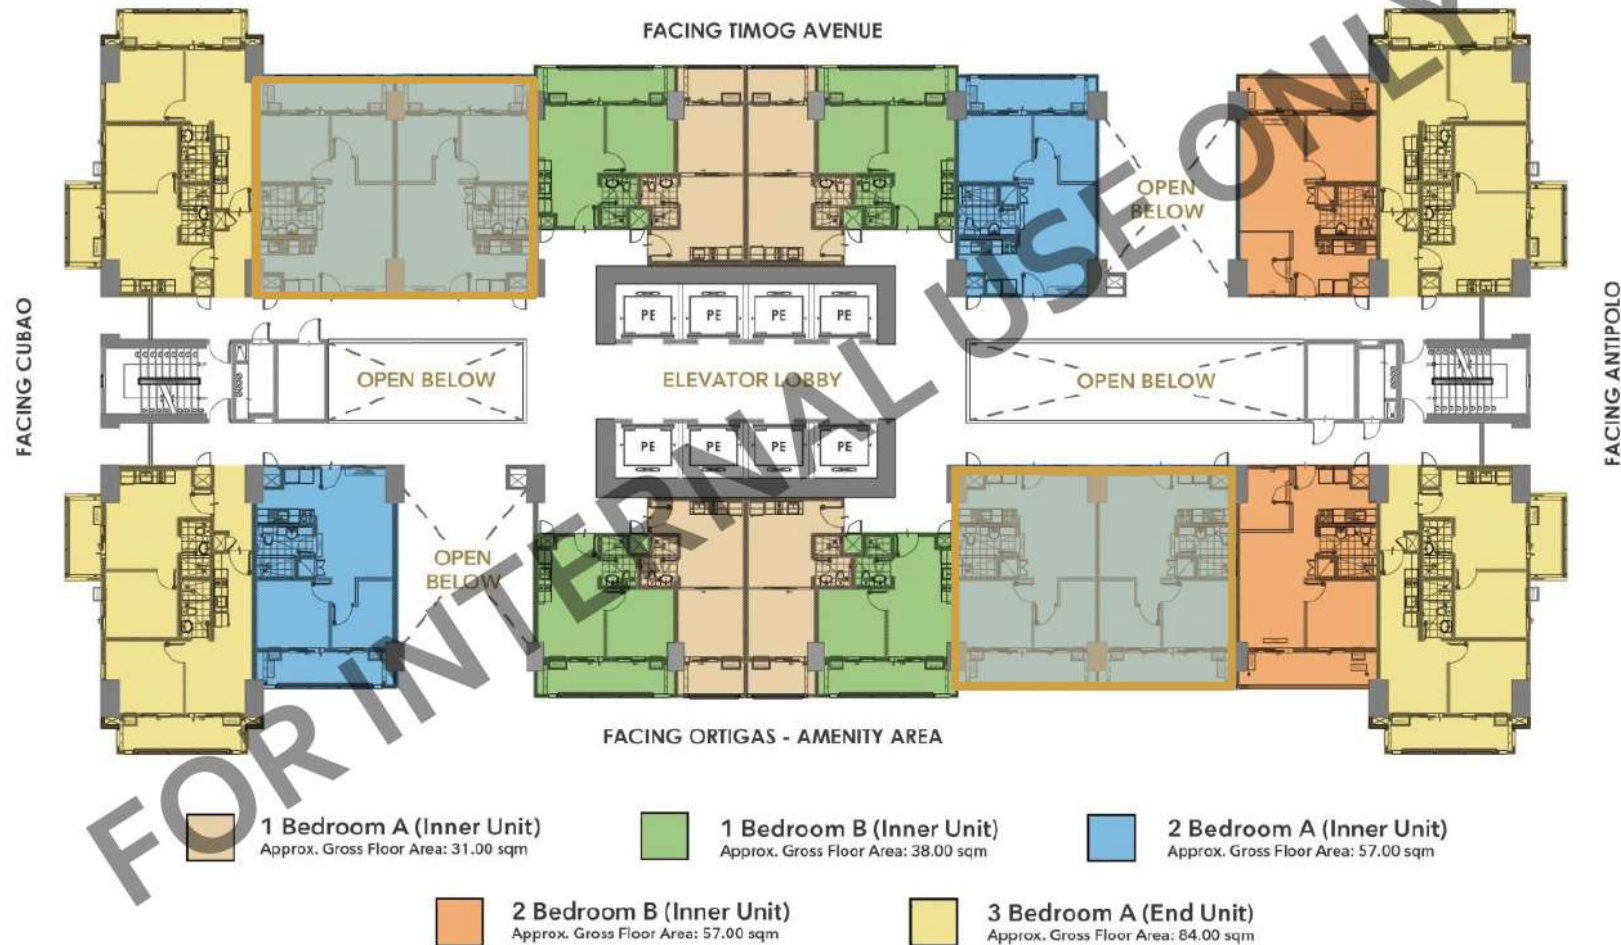 FACING TIMOG AVENUE
OPEN
BELOW
FACING CUBAO
PE PE PE PE
FACING ANTIPOLO
OPEN BELOW
ELEVATOR LOBBY
OPEN BELOW
PE PE PE PE
OPEN
BELOW
FACING ORTIGAS - AMENITY AREA
FOR INTERNAL USE ONLY
1 Bedroom A (Inner Unit)
Approx. Gross Floor Area: 31.00 sqm
1 Bedroom B (Inner Unit)
Approx. Gross Floor Area: 38.00 sqm
2 Bedroom A (Inner Unit)
Approx. Gross Floor Area: 57.00 sqm
2 Bedroom B (Inner Unit)
Approx. Gross Floor Area: 57.00 sqm
3 Bedroom A (End Unit)
Approx. Gross Floor Area: 84.00 sqm